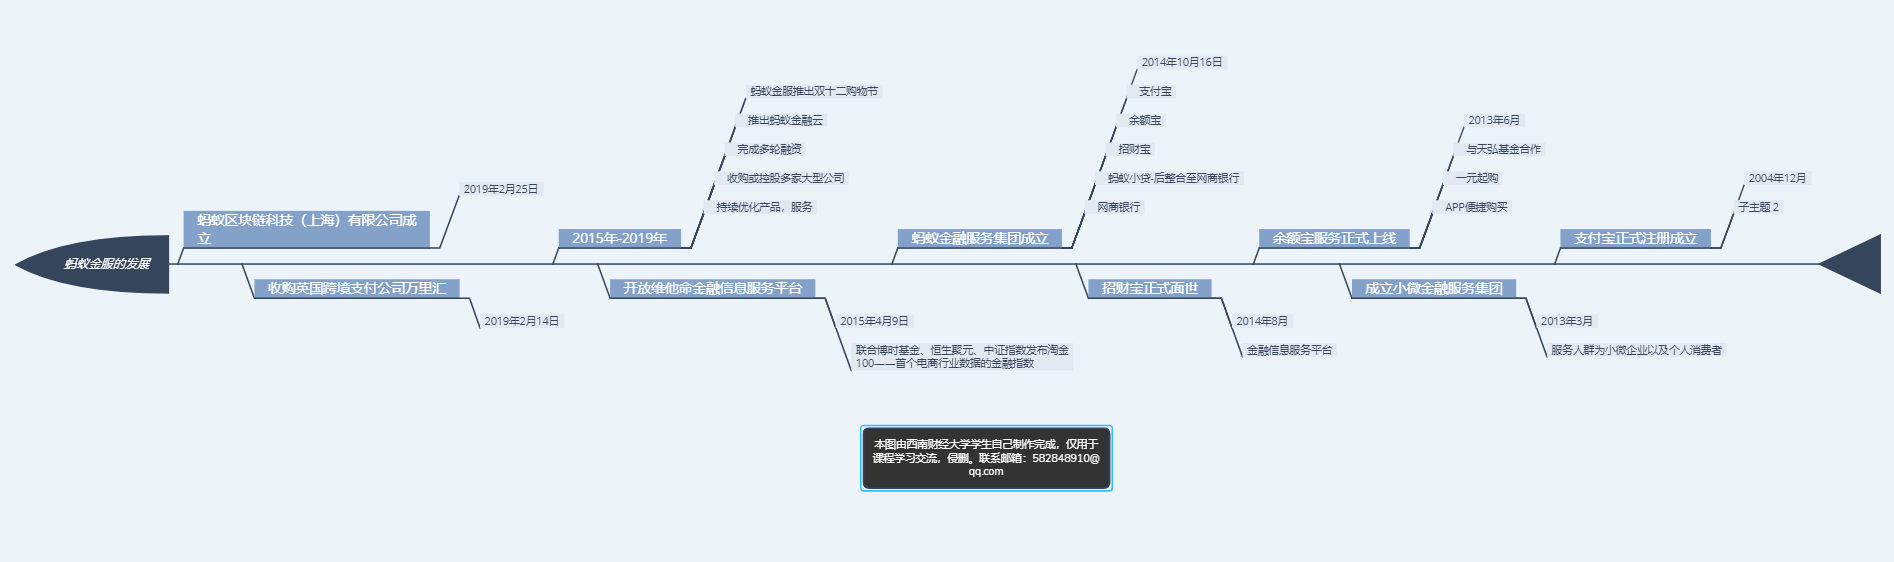 蚂蚁金服的发展
蚂蚁区块链科技（上海）有限公司成
立
2019年2月25日
收购英国跨境支付公司万里汇
2019年2月14日
2015年-2019年
蚂蚁金服推出双十二购物节
推出蚂蚁金融云
完成多轮融资
收购或控股多家大型公司
持续优化产品，服务
开放维他命金融信息服务平台
2015年4月9日
联合博时基金、恒生聚元、中证指数发布淘金
100——首个电商行业数据的金融指数
蚂蚁金融服务集团成立
2014年10月16日
支付宝
余额宝
招财宝
蚂蚁小贷-后整合至网商银行
网商银行
招财宝正式面世
2014年8月
金融信息服务平台
余额宝服务正式上线
2013年6月
与天弘基金合作
一元起购
APP便捷购买
成立小微金融服务集团
2013年3月
服务人群为小微企业以及个人消费者
支付宝正式注册成立
2004年12月
子主题 2
本图由西南财经大学学生自己制作完成，仅用于
课程学习交流，侵删。联系邮箱：582848910@
qq.com